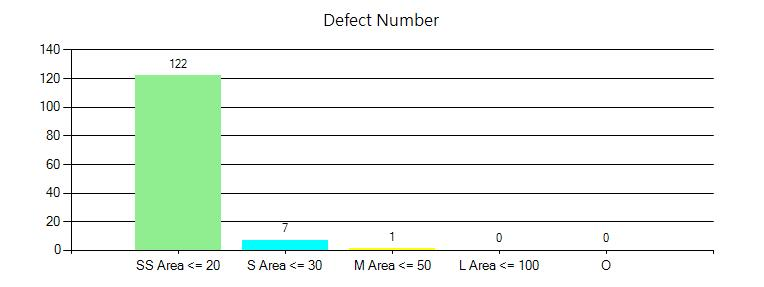 Defect Number
140
120
100
80
60
40
20
0
122
7
1
0
0
SS Area <= 20
S Area <= 30
M Area <= 50
L Area <= 100
O